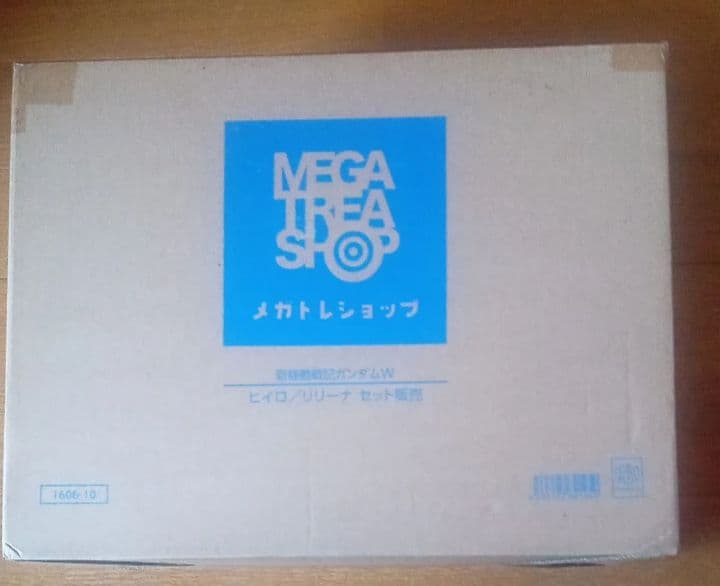 MEGA
TREA
SHOP
メガトレショップ
新機動戦記ガンダムW
ヒイロ/リリーナ セット販売
1606-10